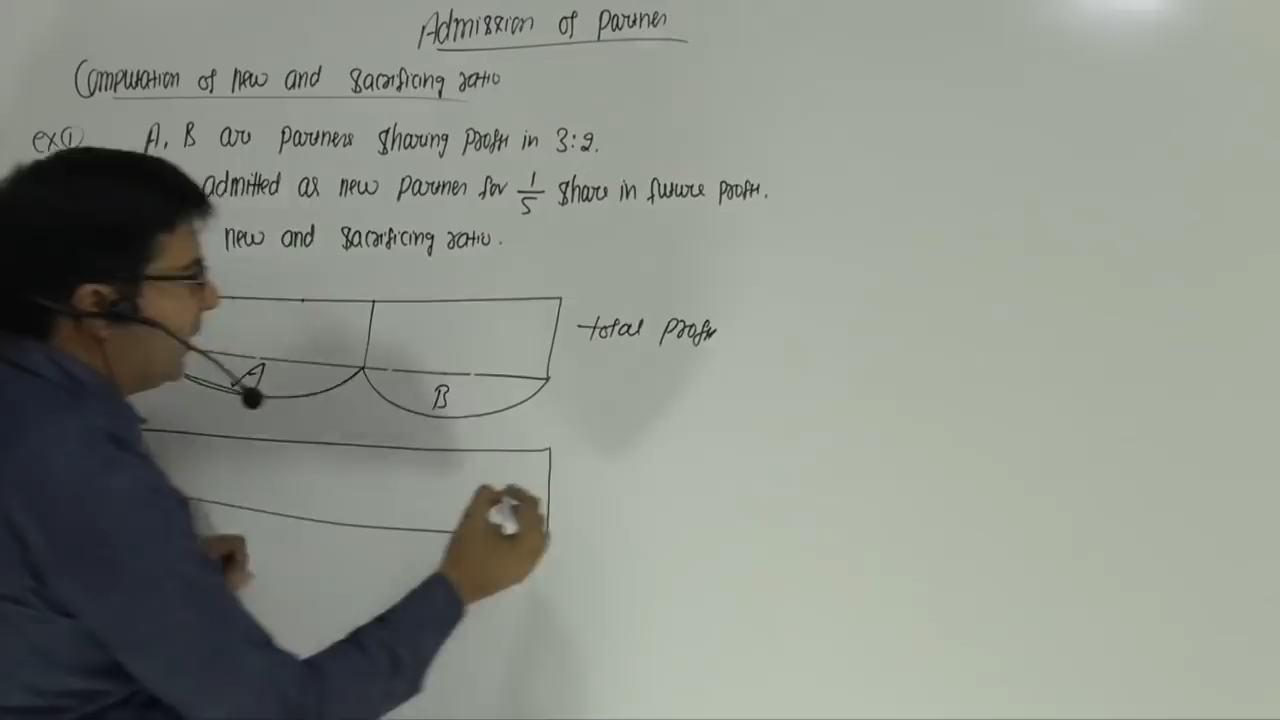 Admission of Partner
Computation of new and Sacrificing ratio
ex① A, B are partners sharing profit in 3:2.
admitted as new partner for 1/5 share in future profit.
new and sacrificing ratio.
total profit
A
B